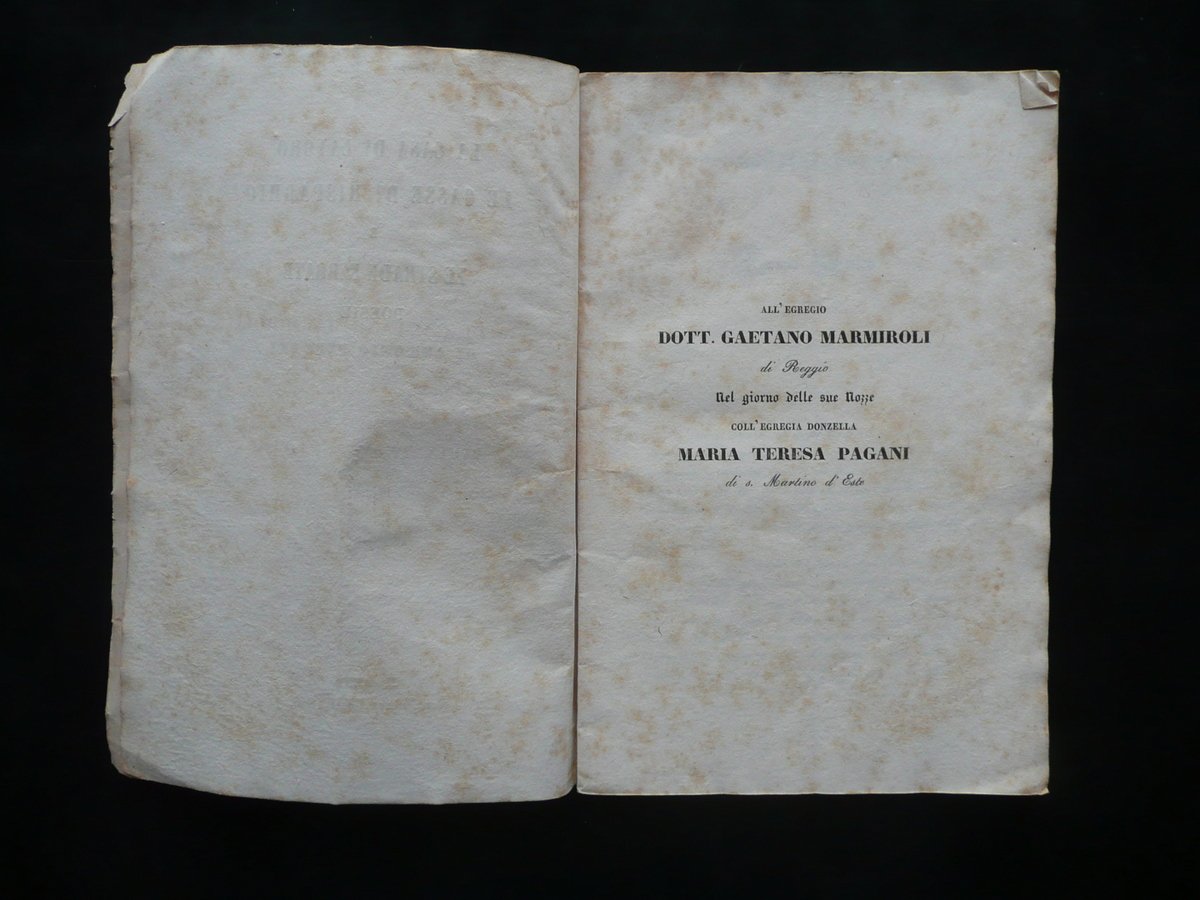 ALL'EGREGIO
DOTT. GAETANO MARMIROLI
di Reggio
Nel giorno delle sue Nozze
COLL'EGREGIA DONZELLA
MARIA TERESA PAGANI
di s. Martino d'Este